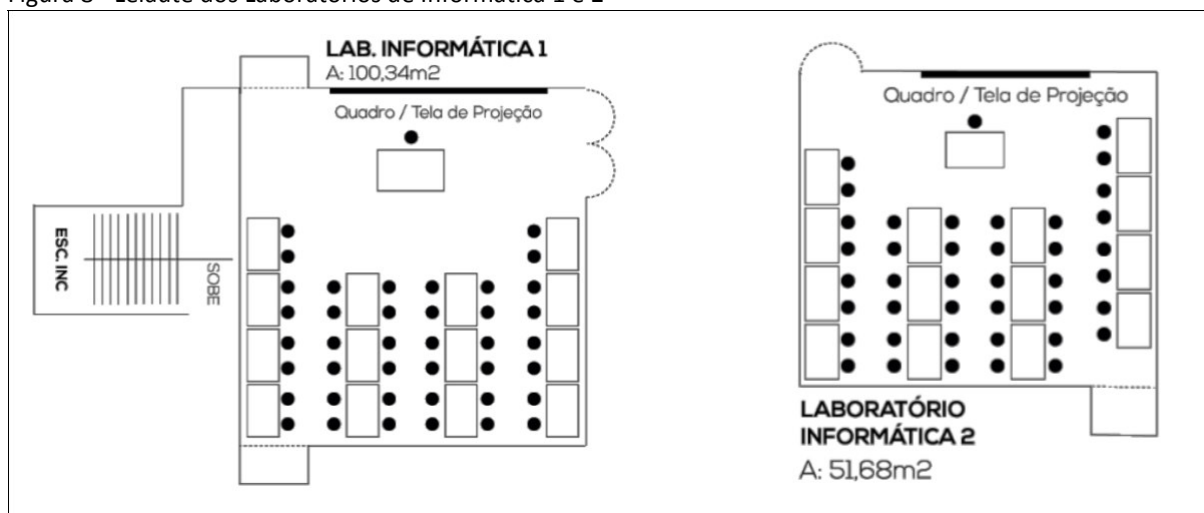 LAB. INFORMÁTICA 1
A: 100,34m2
Quadro / Tela de Projeção
ESC. INC
SOBE
Quadro / Tela de Projeção
LABORATÓRIO
INFORMÁTICA 2
A: 51,68m2